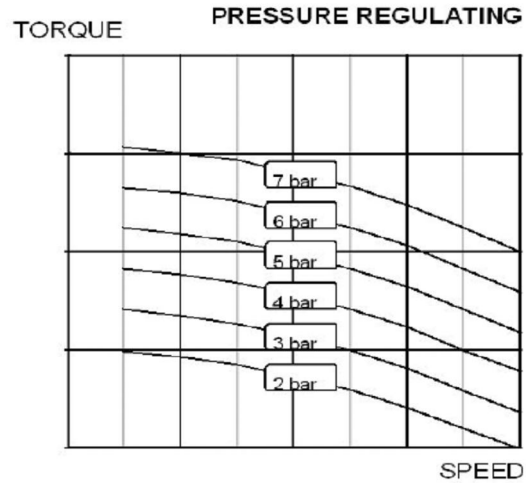 PRESSURE REGULATING
TORQUE
7 bar
6 bar
5 bar
4 bar
3 bar
2 bar
SPEED